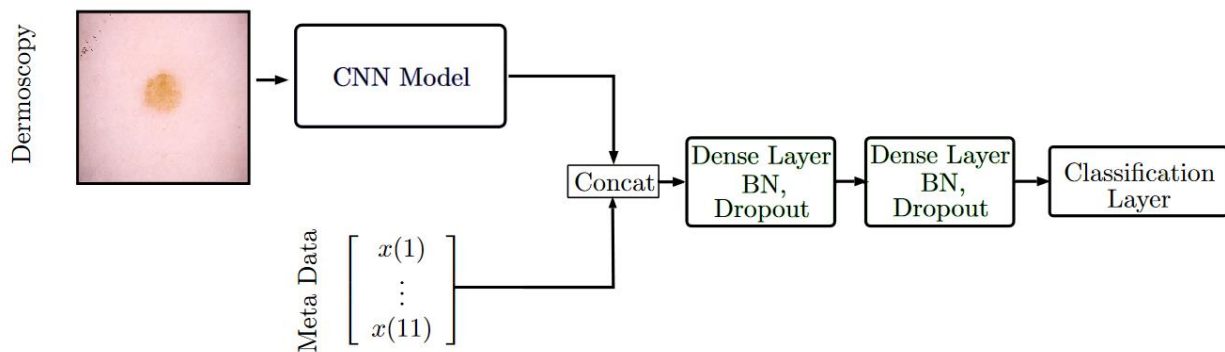 Dermoscopy
CNN Model
Concat
Dense Layer
BN,
Dropout
Dense Layer
BN,
Dropout
Classification
Layer
Meta Data
x(1)
⋮
x(11)